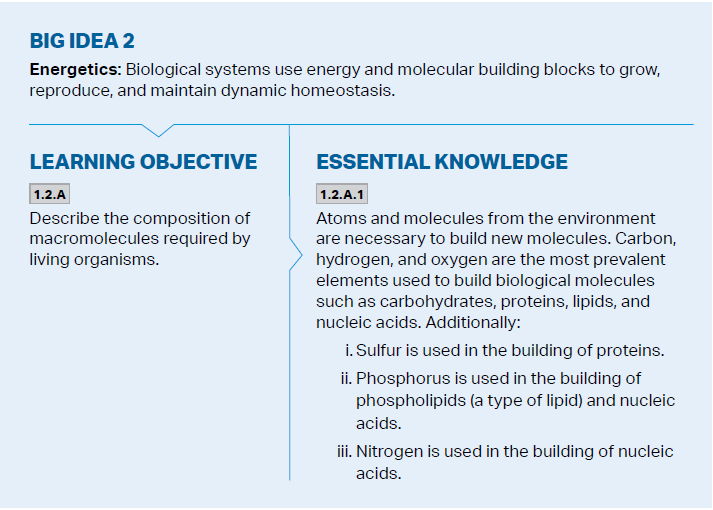 BIG IDEA 2
Energetics: Biological systems use energy and molecular building blocks to grow,
reproduce, and maintain dynamic homeostasis.
LEARNING OBJECTIVE
1.2.A
Describe the composition of
macromolecules required by
living organisms.
ESSENTIAL KNOWLEDGE
1.2.A.1
Atoms and molecules from the environment
are necessary to build new molecules. Carbon,
hydrogen, and oxygen are the most prevalent
elements used to build biological molecules
such as carbohydrates, proteins, lipids, and
nucleic acids. Additionally:
i. Sulfur is used in the building of proteins.
ii. Phosphorus is used in the building of
phospholipids (a type of lipid) and nucleic
acids.
iii. Nitrogen is used in the building of nucleic
acids.